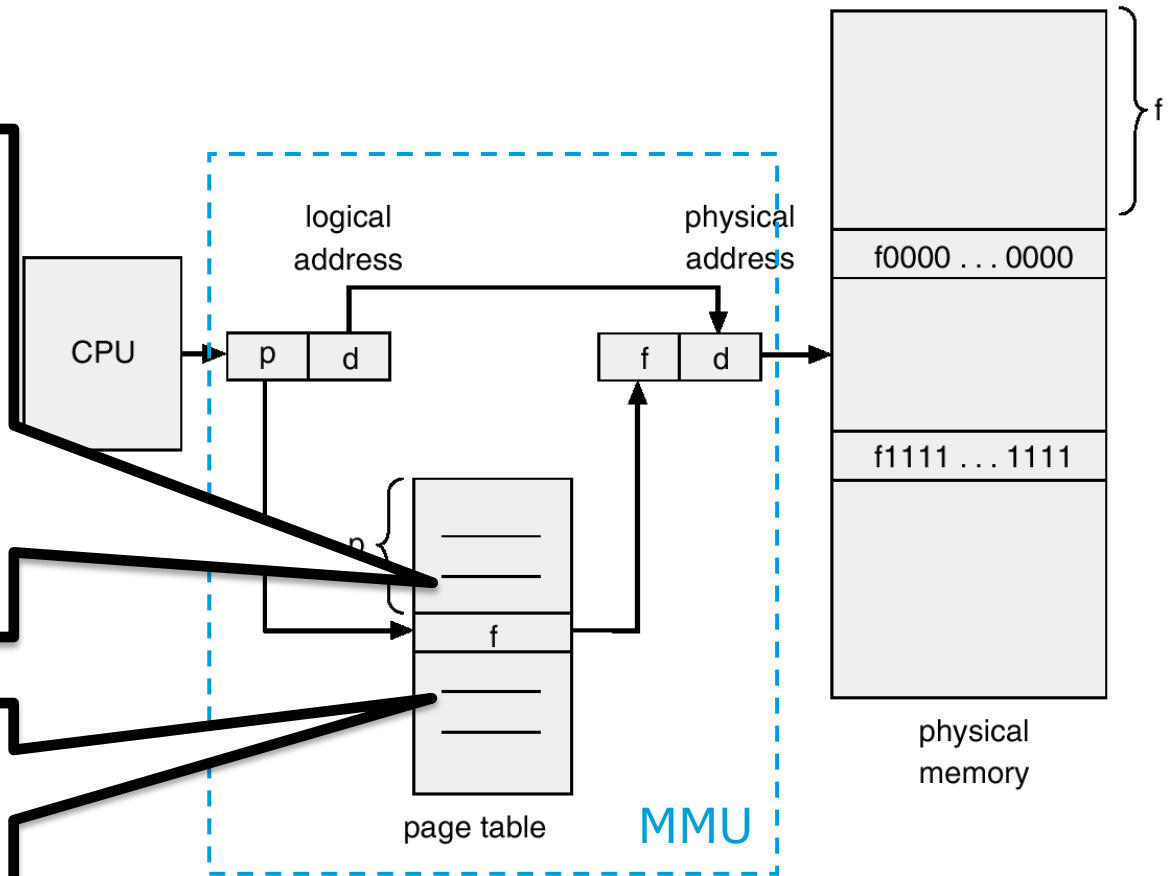 f
logical
address
physical
address
f0000 . . . 0000
CPU
p
d
f
d
f1111 . . . 1111
p
f
physical
memory
page table
MMU